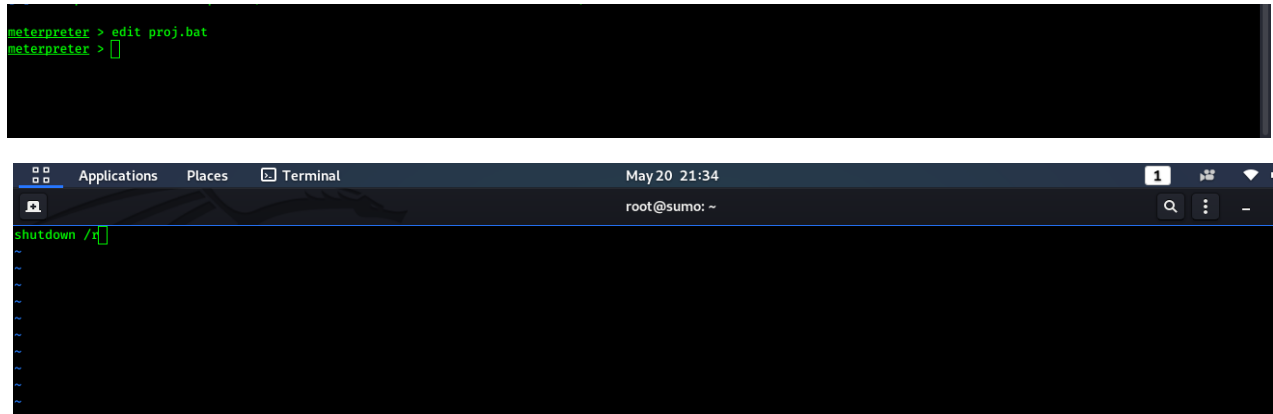 meterpreter > edit proj.bat
meterpreter >
Applications Places Terminal May 20 21:34 1
root@sumo: ~
shutdown /r
~
~
~
~
~
~
~
~
~
~